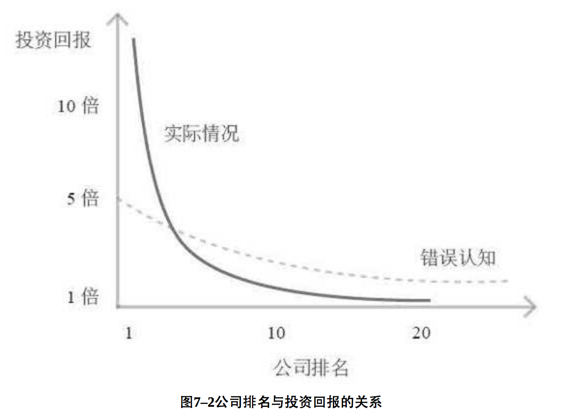 投资回报
10 倍
实际情况
5 倍
错误认知
1 倍
1
10
20
公司排名
图7–2公司排名与投资回报的关系